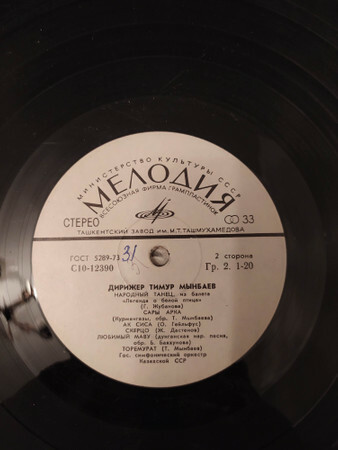 МИНИСТЕРСТВО КУЛЬТУРЫ СССР
МЕЛОДИЯ
ВСЕСОЮЗНАЯ ФИРМА ГРАМПЛАСТИНОК
СТЕРЕО
33
ТАШКЕНТСКИЙ ЗАВОД ИМ. М.Т.ТАШМУХАМЕДОВА
ГОСТ 5289-73
31
2 сторона
С10-12390
Гр. 2. 1-20
ДИРИЖЕР ТИМУР МЫНБАЕВ
НАРОДНЫЙ ТАНЕЦ, из балета
«Легенда о белой птице»
(Г. Жубанова)
САРЫ АРКА
(Курмангазы, обр. Т. Мынбаева)
АК СИСА (О. Гейльфус)
СКЕРЦО (Ж. Дастенов)
ЛЮБИМЫЙ МАВУ (дунганская нар. песня,
обр. Б. Баяхунова)
ТОРЕМУРАТ (Т. Мынбаев)
Гос. симфонический оркестр
Казахской ССР